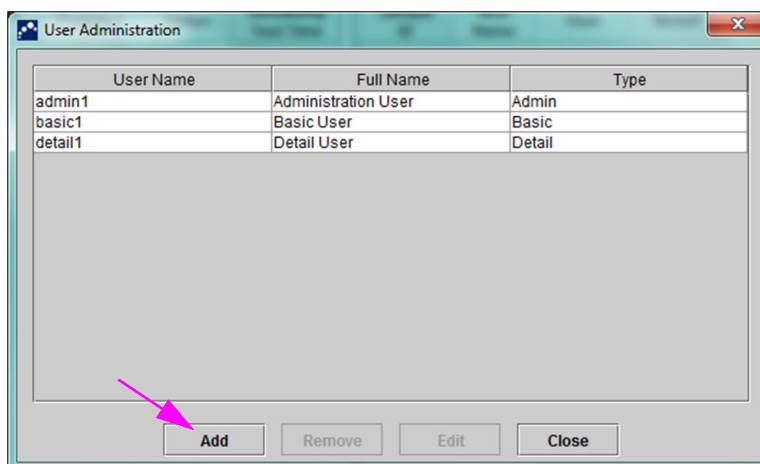 User Administration
User Name Full Name Type
admin1 Administration User Admin
basic1 Basic User Basic
detail1 Detail User Detail
Add Remove Edit Close